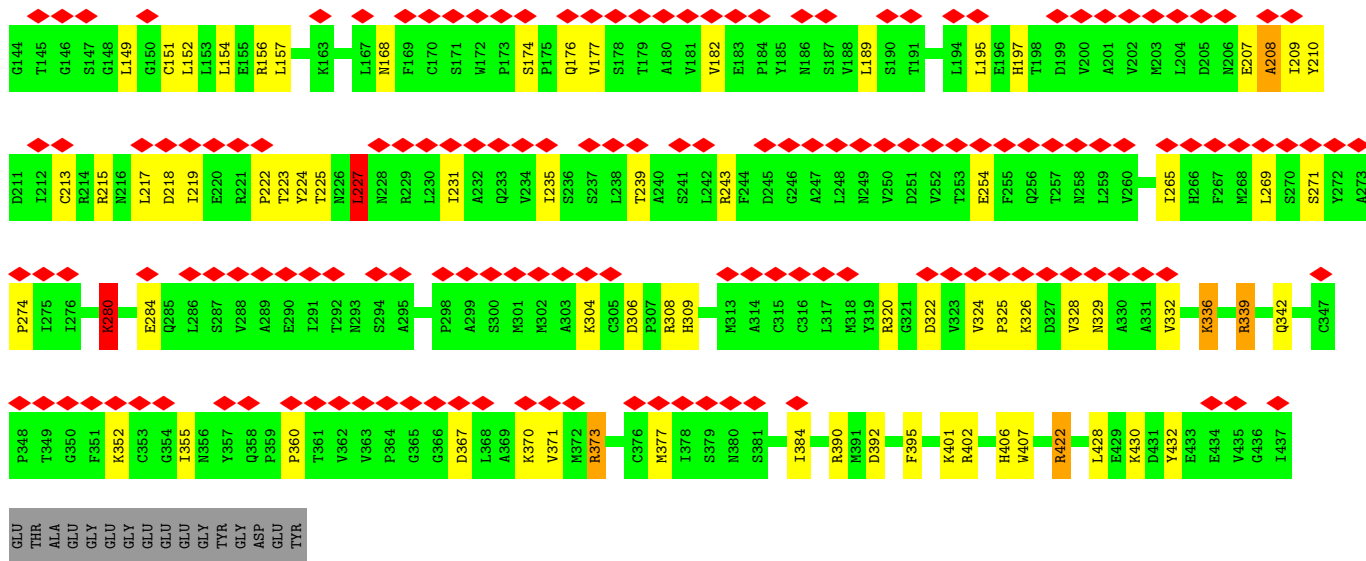 G144 T145 G146 S147 G148 L149 G150 C151 L152 L153 L154 E155 R156 L157 K163 L167 N168 F169 C170 S171 W172 P173 S174 P175 Q176 V177 S178 T179 A180 V181 V182 E183 P184 Y185 N186 S187 V188 L189 S190 T191 L194 L195 E196 H197 T198 D199 V200 A201 V202 M203 L204 D205 N206 E207 A208 I209 Y210
D211 I212 C213 R214 R215 N216 L217 D218 I219 E220 R221 P222 T223 Y224 T225 N226 L227 N228 R229 L230 I231 A232 Q233 V234 I235 S236 S237 L238 T239 A240 S241 L242 R243 F244 D245 G246 A247 L248 N249 V250 D251 V252 T253 E254 F255 Q256 T257 N258 L259 V260 I265 H266 F267 M268 L269 S270 S271 Y272 A273
P274 I275 I276 K280 E284 Q285 L286 S287 V288 A289 E290 I291 T292 N293 S294 A295 P298 A299 S300 M301 M302 A303 K304 C305 D306 P307 R308 H309 M313 A314 C315 C316 L317 M318 Y319 R320 G321 D322 V323 V324 P325 K326 D327 V328 N329 A330 A331 V332 K336 R339 Q342 C347
P348 T349 G350 F351 K352 C353 G354 I355 N356 Y357 Q358 P359 P360 T361 V362 V363 P364 G365 G366 D367 L368 A369 K370 V371 M372 R373 C376 M377 I378 S379 N380 S381 I384 R390 M391 D392 F395 K401 R402 H406 W407 R422 L428 E429 K430 D431 Y432 E433 E434 V435 G436 I437
GLU THR ALA GLU GLY GLU GLY GLU GLU GLU GLY TYR GLY ASP GLU TYR